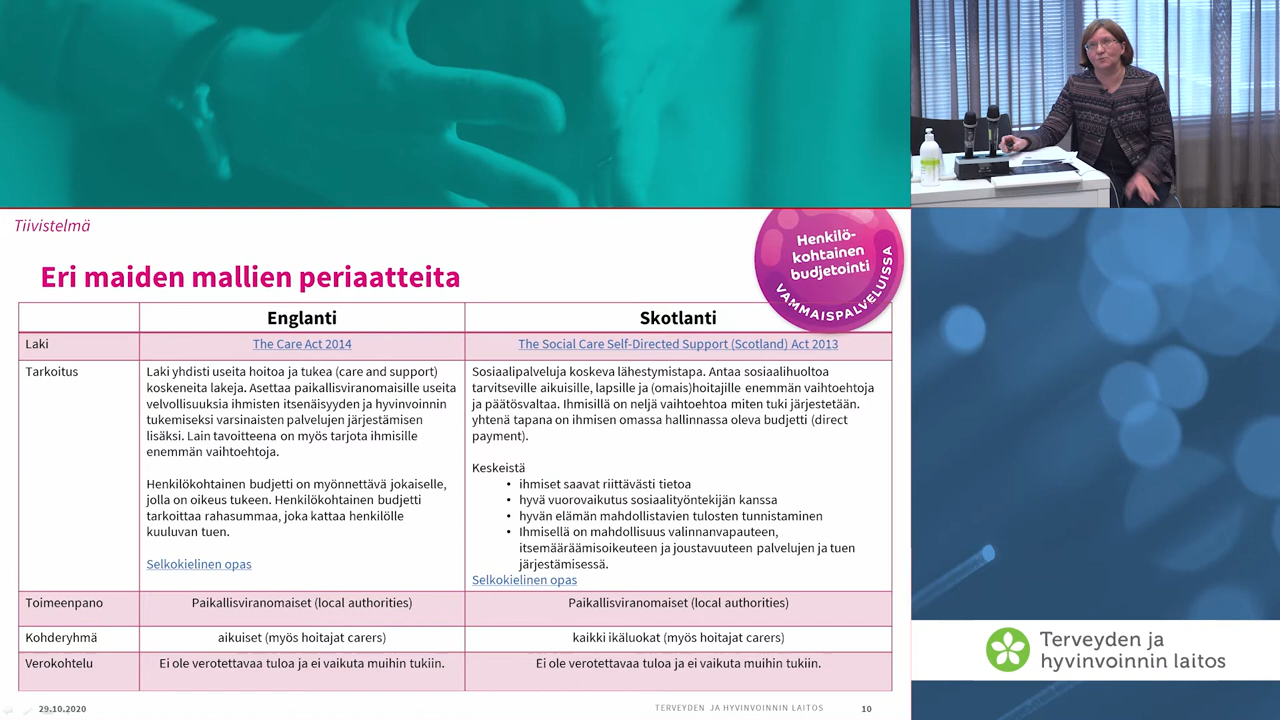 Tiivistelmä
Henkilö-
kohtainen
budjetointi
VAMMAISPALVELUISSA
Eri maiden mallien periaatteita
Englanti
Skotlanti
Laki
The Care Act 2014
The Social Care Self-Directed Support (Scotland) Act 2013
Tarkoitus
Laki yhdisti useita hoitoa ja tukea (care and support)
koskeneita lakeja. Asettaa paikallisviranomaisille useita
velvollisuuksia ihmisten itsenäisyyden ja hyvinvoinnin
tukemiseksi varsinaisten palvelujen järjestämisen
lisäksi. Lain tavoitteena on myös tarjota ihmisille
enemmän vaihtoehtoja.
Henkilökohtainen budjetti on myönnettävä jokaiselle,
jolla on oikeus tukeen. Henkilökohtainen budjetti
tarkoittaa rahasummaa, joka kattaa henkilölle
kuuluvan tuen.
Selkokielinen opas
Sosiaalipalveluja koskeva lähestymistapa. Antaa sosiaalihuoltoa
tarvitseville aikuisille, lapsille ja (omais)hoitajille enemmän vaihtoehtoja
ja päätösvaltaa. Ihmisillä on neljä vaihtoehtoa miten tuki järjestetään.
yhtenä tapana on ihmisen omassa hallinnassa oleva budjetti (direct
payment).
Keskeistä
• ihmiset saavat riittävästi tietoa
• hyvä vuorovaikutus sosiaalityöntekijän kanssa
• hyvän elämän mahdollistavien tulosten tunnistaminen
• Ihmisellä on mahdollisuus valinnanvapauteen,
itsemääräämisoikeuteen ja joustavuuteen palvelujen ja tuen
järjestämisessä.
Selkokielinen opas
Toimeenpano
Paikallisviranomaiset (local authorities)
Paikallisviranomaiset (local authorities)
Kohderyhmä
aikuiset (myös hoitajat carers)
kaikki ikäluokat (myös hoitajat carers)
Verokohtelu
Ei ole verotettavaa tuloa ja ei vaikuta muihin tukiin.
Ei ole verotettavaa tuloa ja ei vaikuta muihin tukiin.
29.10.2020
TERVEYDEN JA HYVINVOINNIN LAITOS
10
Terveyden ja
hyvinvoinnin laitos